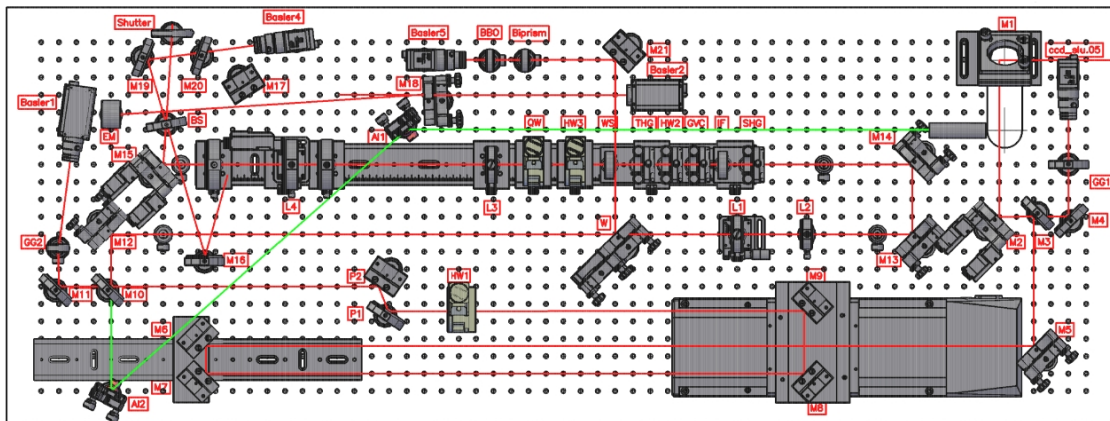 Shutter
Basler4
Basler5
BBO
Biprism
M1
M21
ccd_slu.05
M19
M20
M17
M18
Basler2
Basler1
EM
BS
AI1
QW
HW3
WS
THG
HW2
GVC
IF
SHG
M14
M15
GG1
L4
L3
W
L1
L2
M4
M3
M2
M13
GG2
M12
M16
P2
HW1
M9
M11
M10
P1
M6
M5
M7
AI2
M8